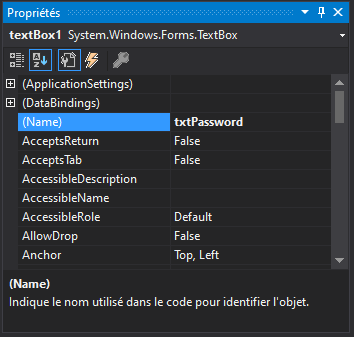 Propriétés
textBox1 System.Windows.Forms.TextBox
(ApplicationSettings)
(DataBindings)
(Name) txtPassword
AcceptsReturn False
AcceptsTab False
AccessibleDescription
AccessibleName
AccessibleRole Default
AllowDrop False
Anchor Top, Left
(Name)
Indique le nom utilisé dans le code pour identifier l'objet.